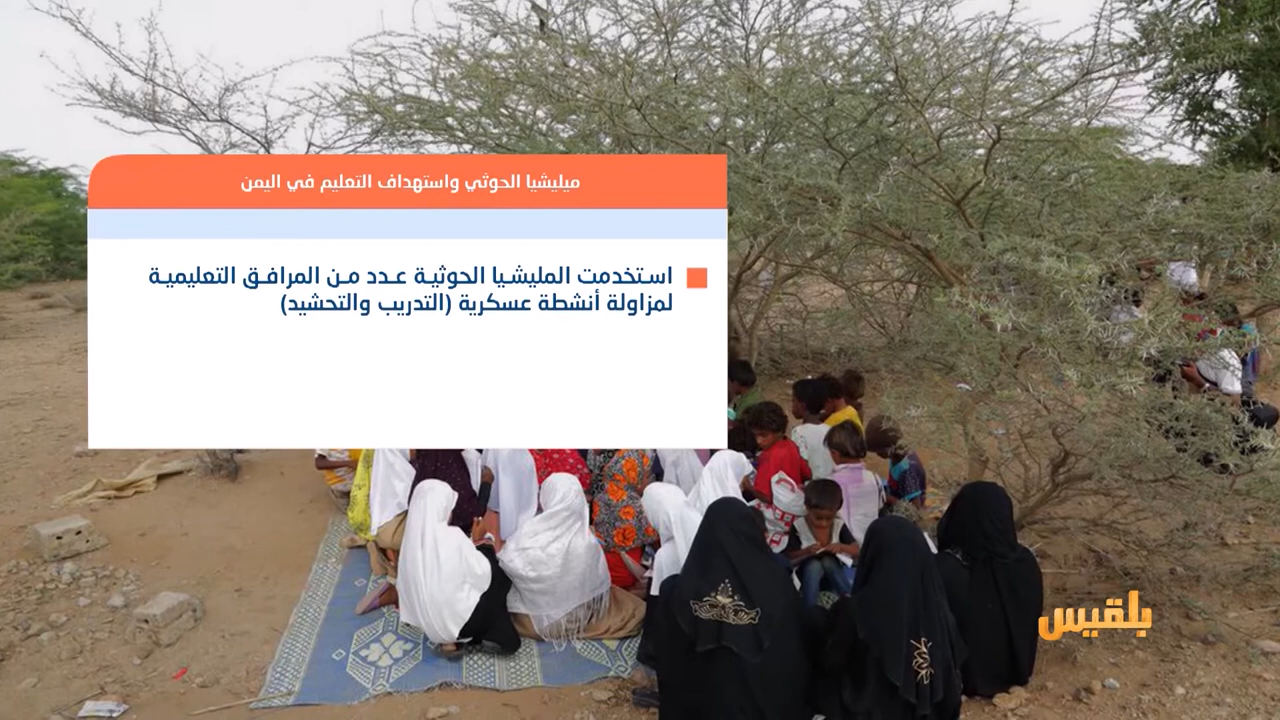 ميليشيا الحوثي واستهداف التعليم في اليمن
استخدمت المليشيا الحوثية عدد من المرافق التعليمية
لمزاولة أنشطة عسكرية (التدريب والتحشيد)
بلقيس